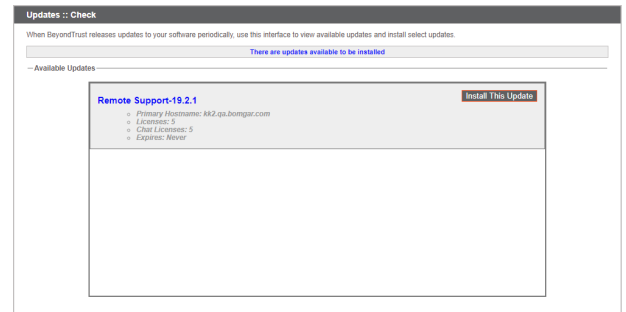 Updates :: Check
When BeyondTrust releases updates to your software periodically, use this interface to view available updates and install select updates.
There are updates available to be installed
Available Updates
Remote Support-19.2.1
Install This Update
Primary Hostname: kk2.qa.bomgar.com
Licenses: 5
Chat Licenses: 5
Expires: Never